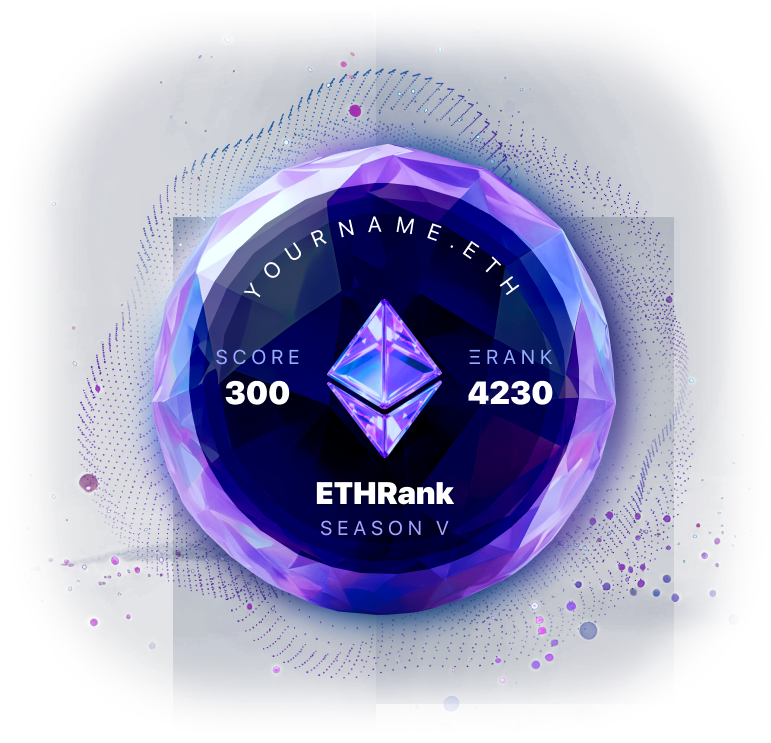 YOURNAME.ETH
SCORE
300
ΞRANK
4230
ETHRank
SEASON V